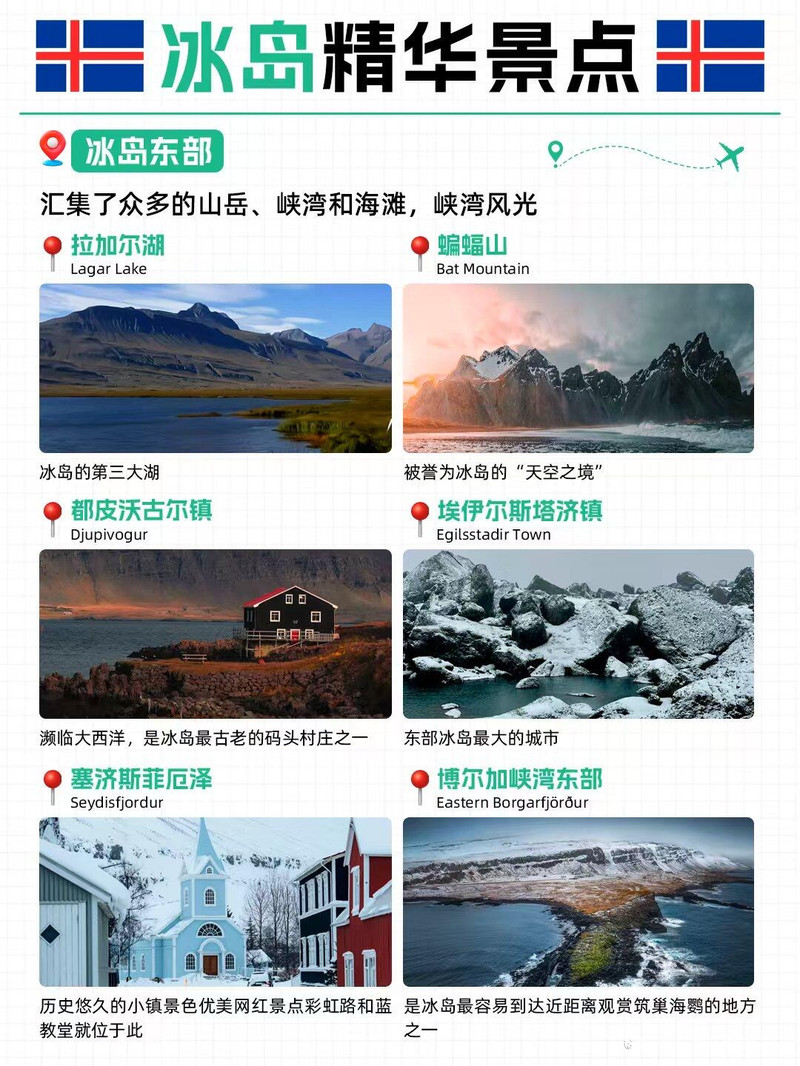 冰岛精华景点
冰岛东部
汇集了众多的山岳、峡湾和海滩，峡湾风光
拉加尔湖
Lagar Lake
冰岛的第三大湖
蝙蝠山
Bat Mountain
被誉为冰岛的“天空之境”
都皮沃古尔镇
Djupivogur
濒临大西洋，是冰岛最古老的码头村庄之一
埃伊尔斯塔济镇
Egilsstadir Town
东部冰岛最大的城市
塞济斯菲厄泽
Seydisfjordur
历史悠久的小镇景色优美网红景点彩虹路和蓝
教堂就位于此
博尔加峡湾东部
Eastern Borgarfjörður
是冰岛最容易到达近距离观赏筑巢海鹦的地方
之一